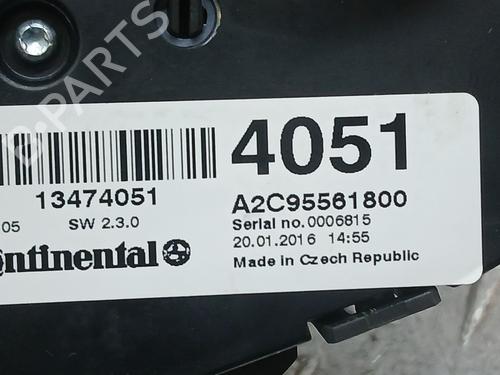 4051
13474051
A2C95561800
05 SW 2.3.0
Serial no.0006815
20.01.2016 14:55
ntinental
Made in Czech Republic